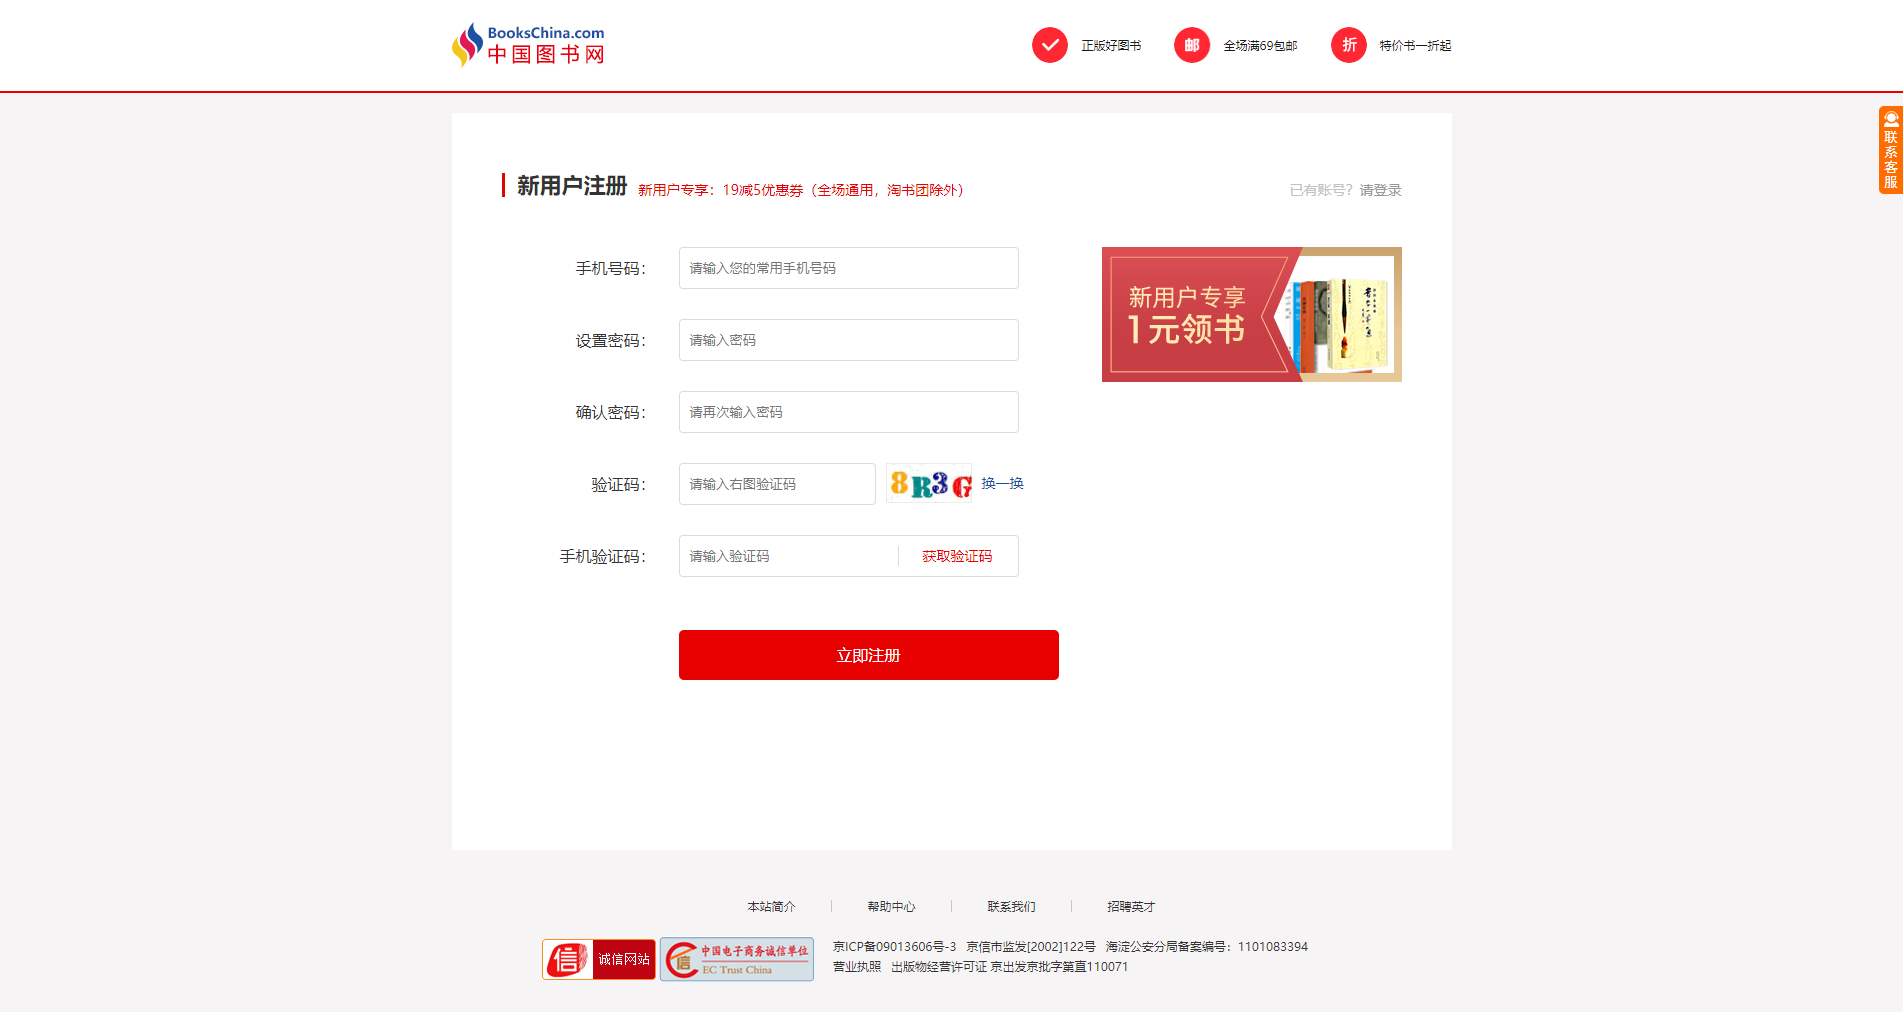 BooksChina.com
中国图书网
正版好图书
邮 全场满69包邮
折 特价书一折起
联系客服
新用户注册 新用户专享：19减5优惠券（全场通用，淘书团除外）
已有账号？请登录
手机号码： 请输入您的常用手机号码
新用户专享
1元领书
设置密码： 请输入密码
确认密码： 请再次输入密码
验证码： 请输入右图验证码 8R3G 换一换
手机验证码： 请输入验证码 获取验证码
立即注册
本站简介 帮助中心 联系我们 招聘英才
信 诚信网站
信 中国电子商务诚信单位
EC Trust China
京ICP备09013606号-3 京信市监发[2002]122号 海淀公安分局备案编号：1101083394
营业执照 出版物经营许可证 京出发京批字第直110071